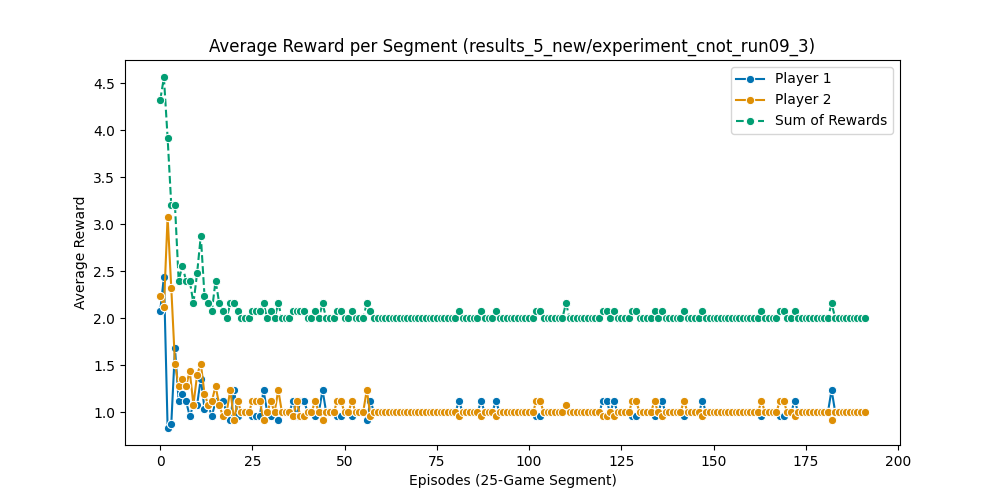 Average Reward per Segment (results_5_new/experiment_cnot_run09_3)
Player 1
Player 2
Sum of Rewards
Average Reward
4.5
4.0
3.5
3.0
2.5
2.0
1.5
1.0
0 25 50 75 100 125 150 175 200
Episodes (25-Game Segment)